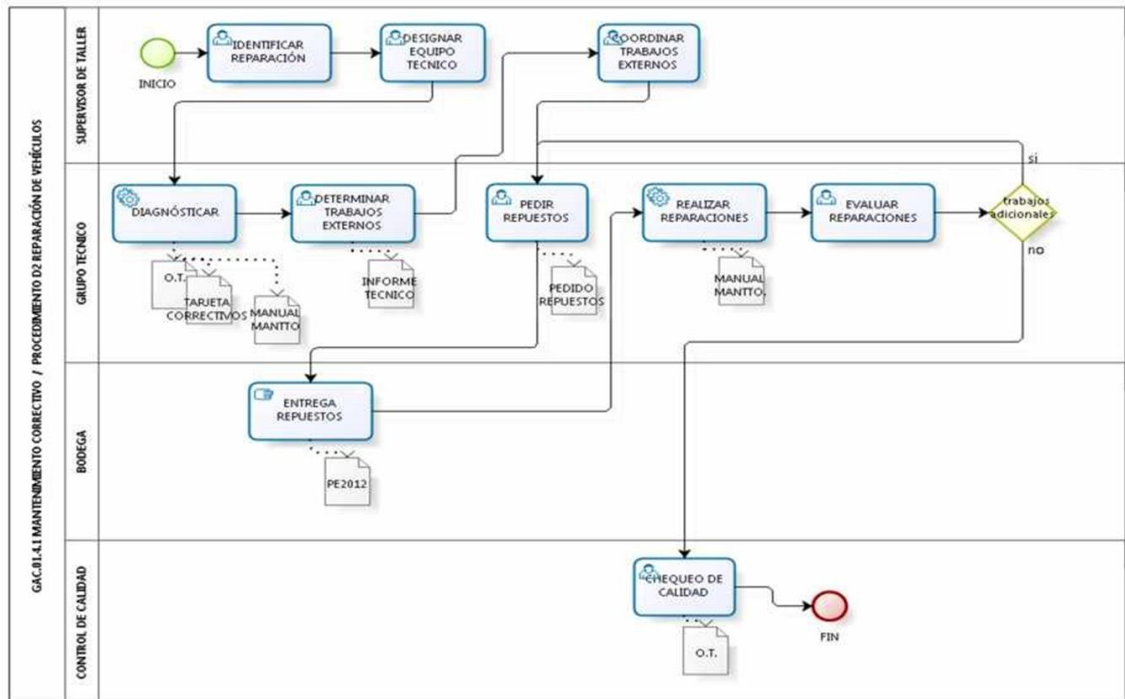 GAC.01.4.1 MANTENIMIENTO CORRECTIVO / PROCEDIMIENTO D2 REPARACIÓN DE VEHÍCULOS
SUPERVISOR DE TALLER
INICIO
IDENTIFICAR
REPARACIÓN
DESIGNAR
EQUIPO
TECNICO
COORDINAR
TRABAJOS
EXTERNOS
GRUPO TECNICO
DIAGNÓSTICAR
O.T.
TARJETA
CORRECTIVOS
MANUAL
MANTTO
DETERMINAR
TRABAJOS
EXTERNOS
INFORME
TECNICO
PEDIR
REPUESTOS
PEDIDO
REPUESTOS
REALIZAR
REPARACIONES
MANUAL
MANTTO.
EVALUAR
REPARACIONES
si
trabajos
adicionales
no
BODEGA
ENTREGA
REPUESTOS
PE2012
CONTROL DE CALIDAD
CHEQUEO DE
CALIDAD
O.T.
FIN